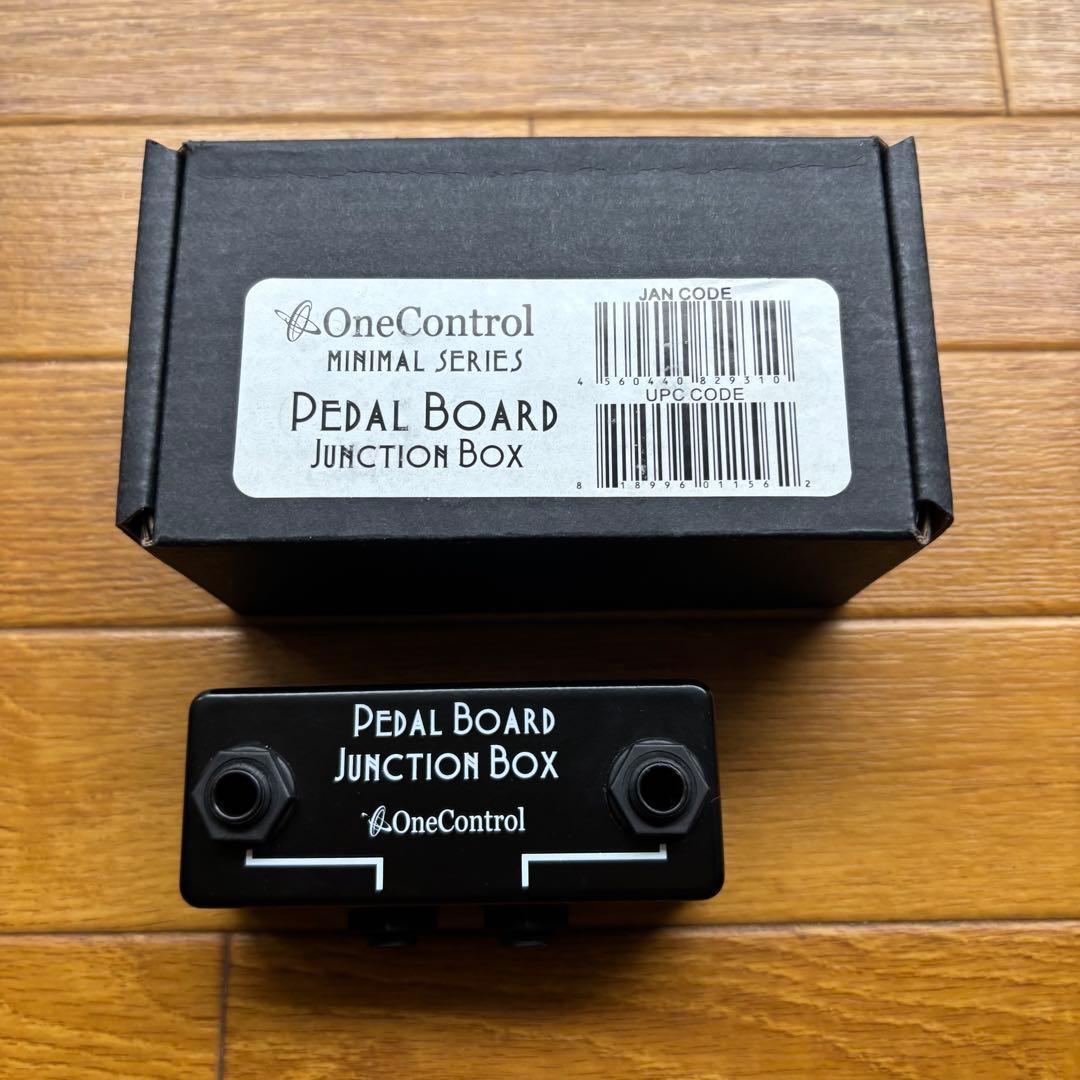 OneControl
MINIMAL SERIES
PEDAL BOARD
JUNCTION BOX
JAN CODE
4 560440 829310
UPC CODE
8 18996 01156 2
PEDAL BOARD
JUNCTION BOX
OneControl